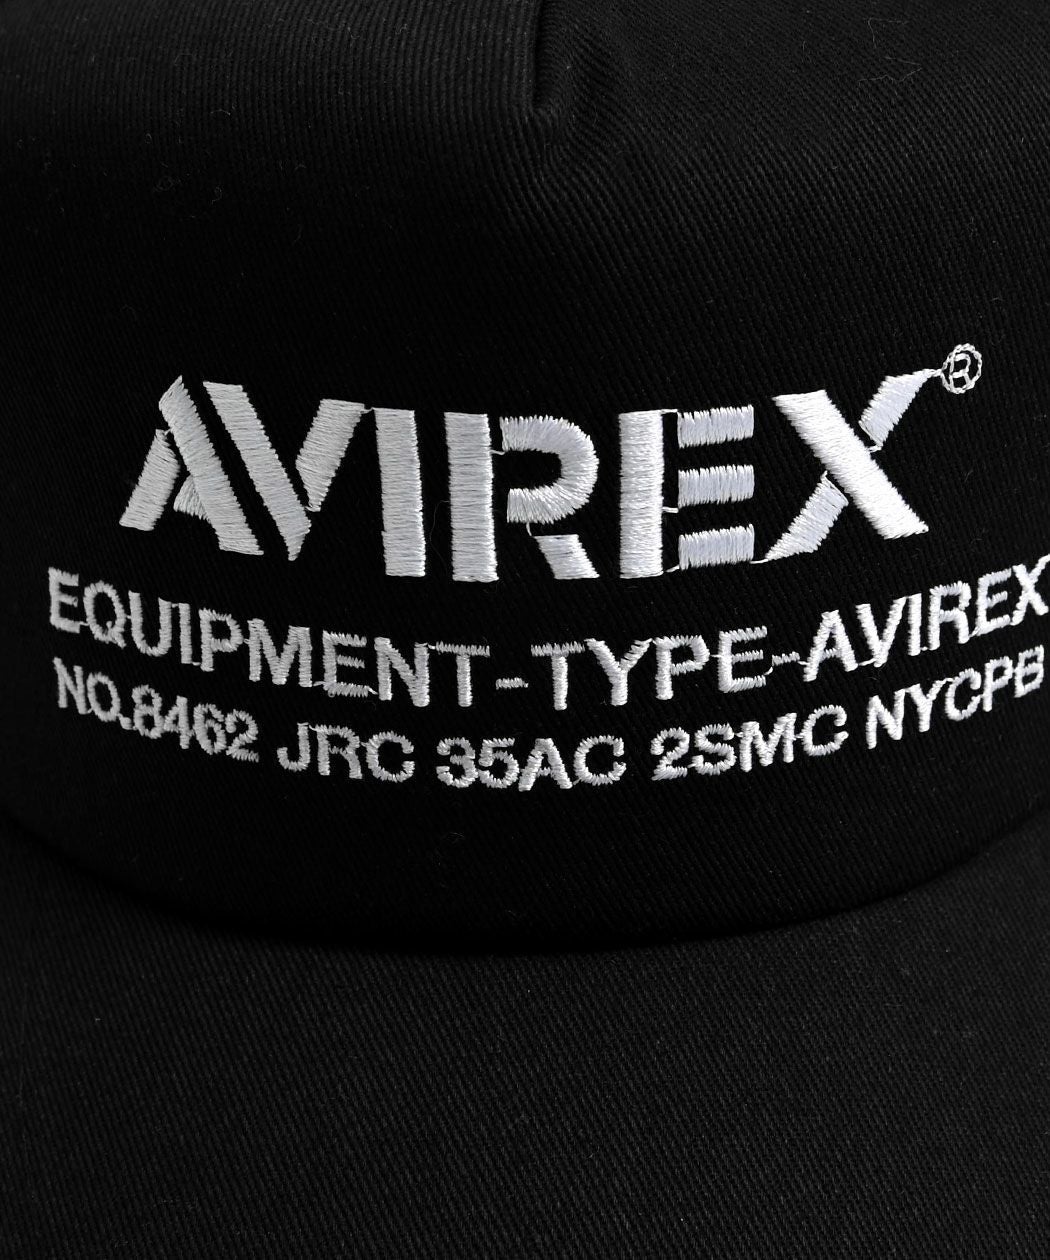 AVIREX®
EQUIPMENT-TYPE-AVIREX
NO.8462 JRC 35AC 2SMC NYCPB